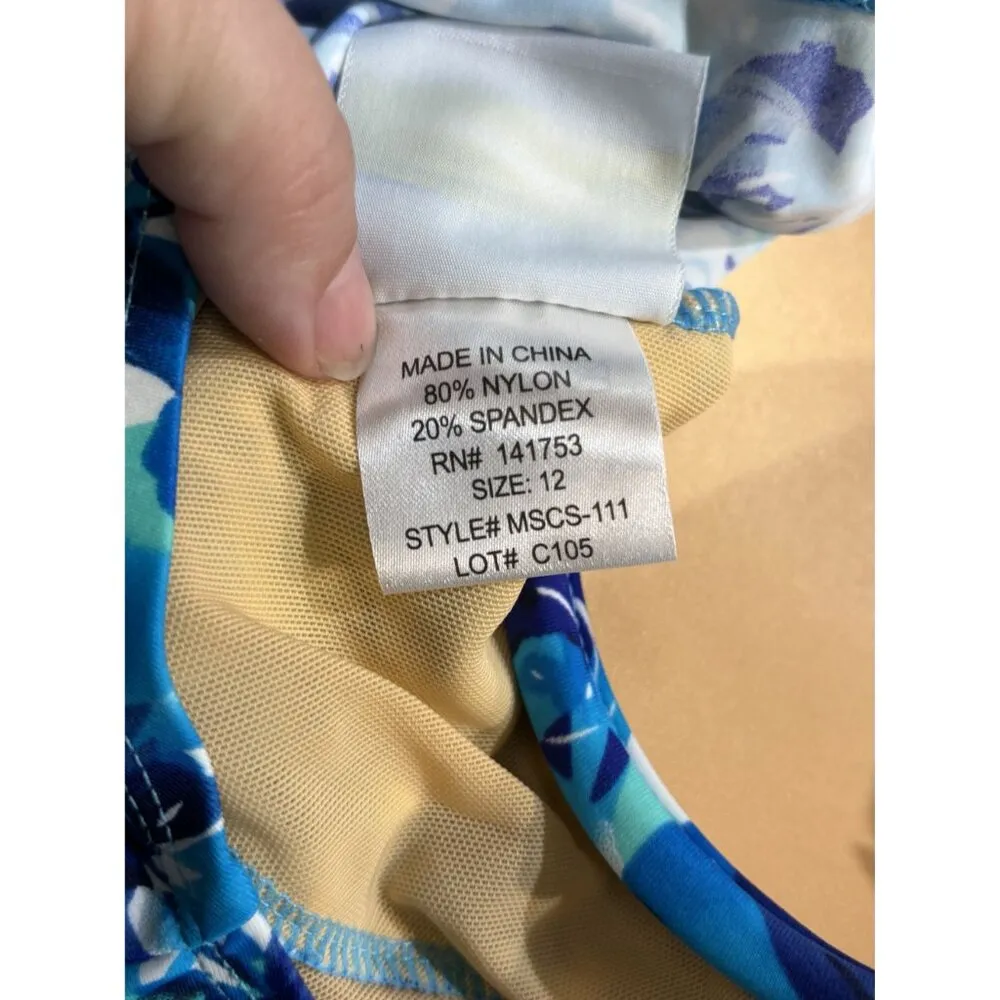 MADE IN CHINA
80% NYLON
20% SPANDEX
RN# 141753
SIZE: 12
STYLE# MSCS-111
LOT# C105